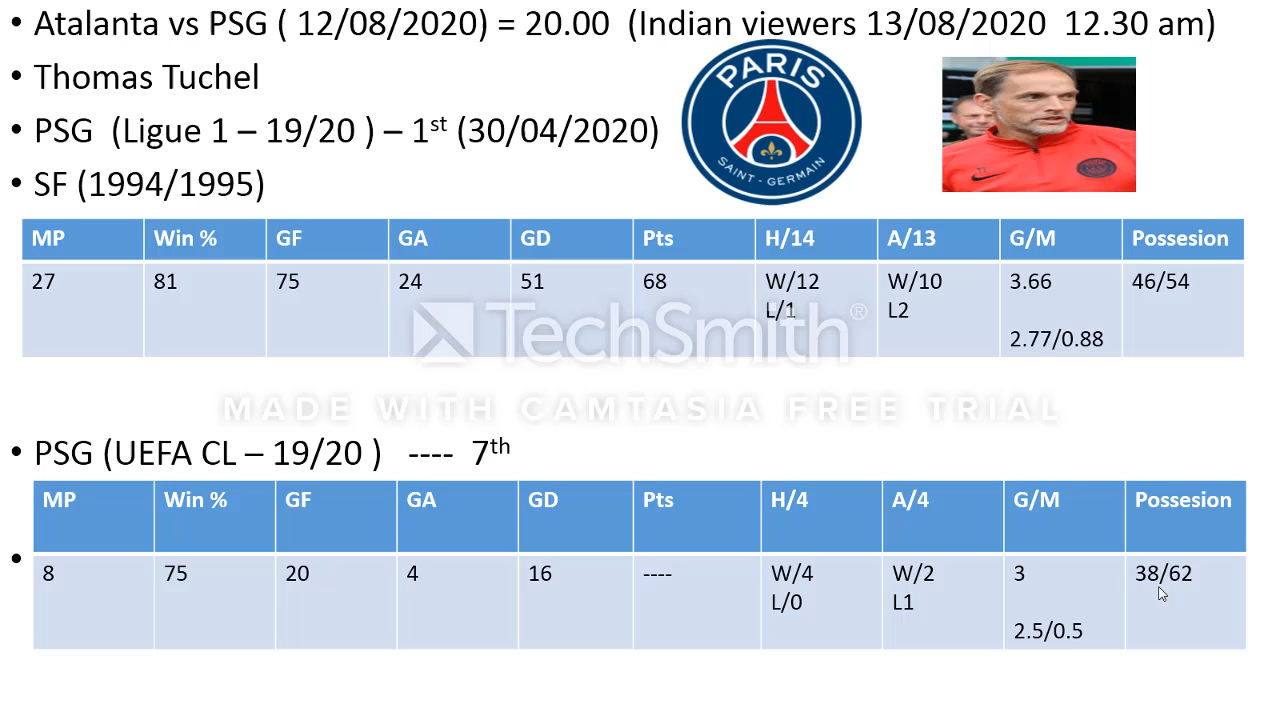 • Atalanta vs PSG ( 12/08/2020) = 20.00 (Indian viewers 13/08/2020 12.30 am)
• Thomas Tuchel
• PSG (Ligue 1 – 19/20 ) – 1st (30/04/2020)
• SF (1994/1995)
PARIS
SAINT - GERMAIN
MP Win % GF GA GD Pts H/14 A/13 G/M Possesion
27 81 75 24 51 68 W/12 W/10 3.66 46/54
L/1 L2
2.77/0.88
TechSmith®
MADE WITH CAMTASIA FREE TRIAL
• PSG (UEFA CL – 19/20 ) ---- 7th
MP Win % GF GA GD Pts H/4 A/4 G/M Possesion
• 8 75 20 4 16 ---- W/4 W/2 3 38/62
L/0 L1
2.5/0.5